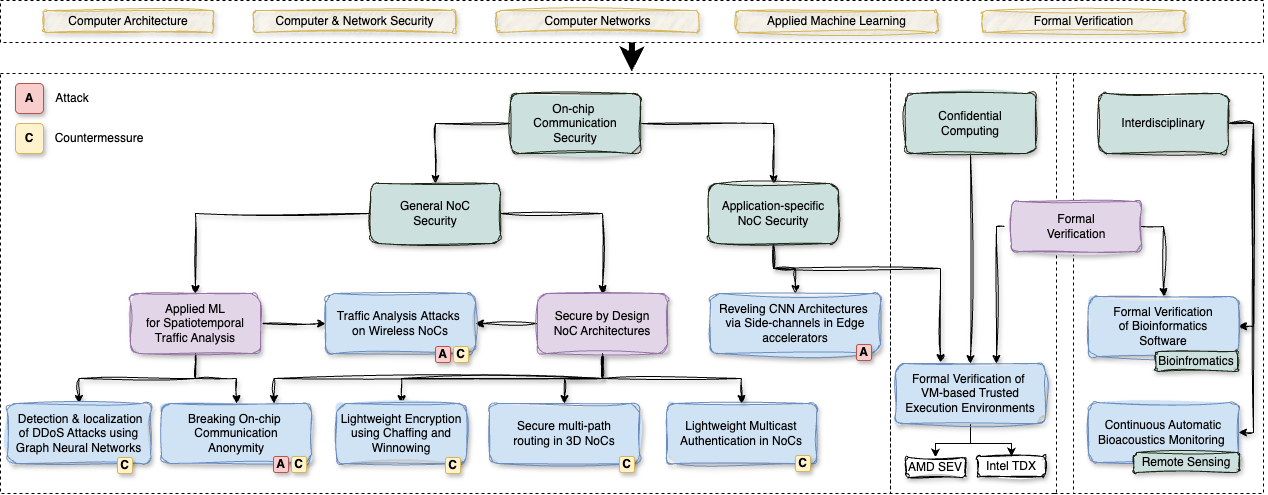 Computer Architecture
Computer & Network Security
Computer Networks
Applied Machine Learning
Formal Verification
A
Attack
C
Countermessure
On-chip
Communication
Security
Confidential
Computing
Interdisciplinary
General NoC
Security
Application-specific
NoC Security
Formal
Verification
Applied ML
for Spatiotemporal
Traffic Analysis
Traffic Analysis Attacks
on Wireless NoCs
A
C
Secure by Design
NoC Architectures
Reveling CNN Architectures
via Side-channels in Edge
accelerators
A
Formal Verification
of Bioinformatics
Software
Bioinfromatics
Formal Verification of
VM-based Trusted
Execution Environments
AMD SEV
Intel TDX
Detection & localization
of DDoS Attacks using
Graph Neural Networks
C
Breaking On-chip
Communication
Anonymity
A
C
Lightweight Encryption
using Chaffing and
Winnowing
C
Secure multi-path
routing in 3D NoCs
C
Lightweight Multicast
Authentication in NoCs
C
Continuous Automatic
Bioacoustics Monitoring
Remote Sensing